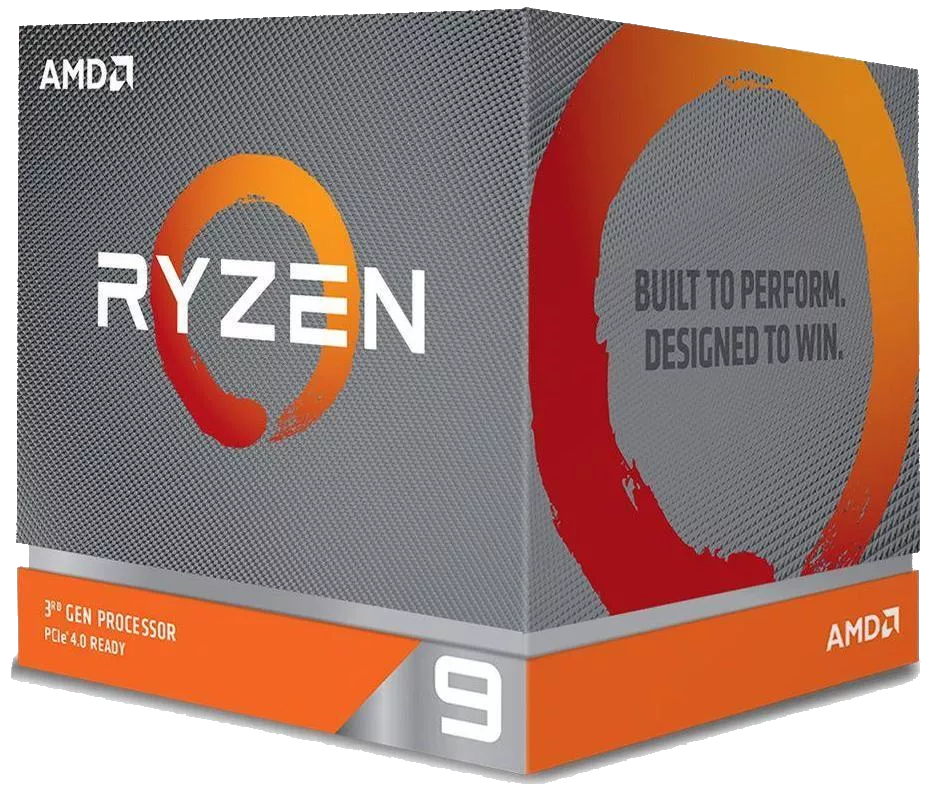 AMD
RYZEN
3RD GEN PROCESSOR
PCIe® 4.0 READY
9
BUILT TO PERFORM.
DESIGNED TO WIN.
AMD